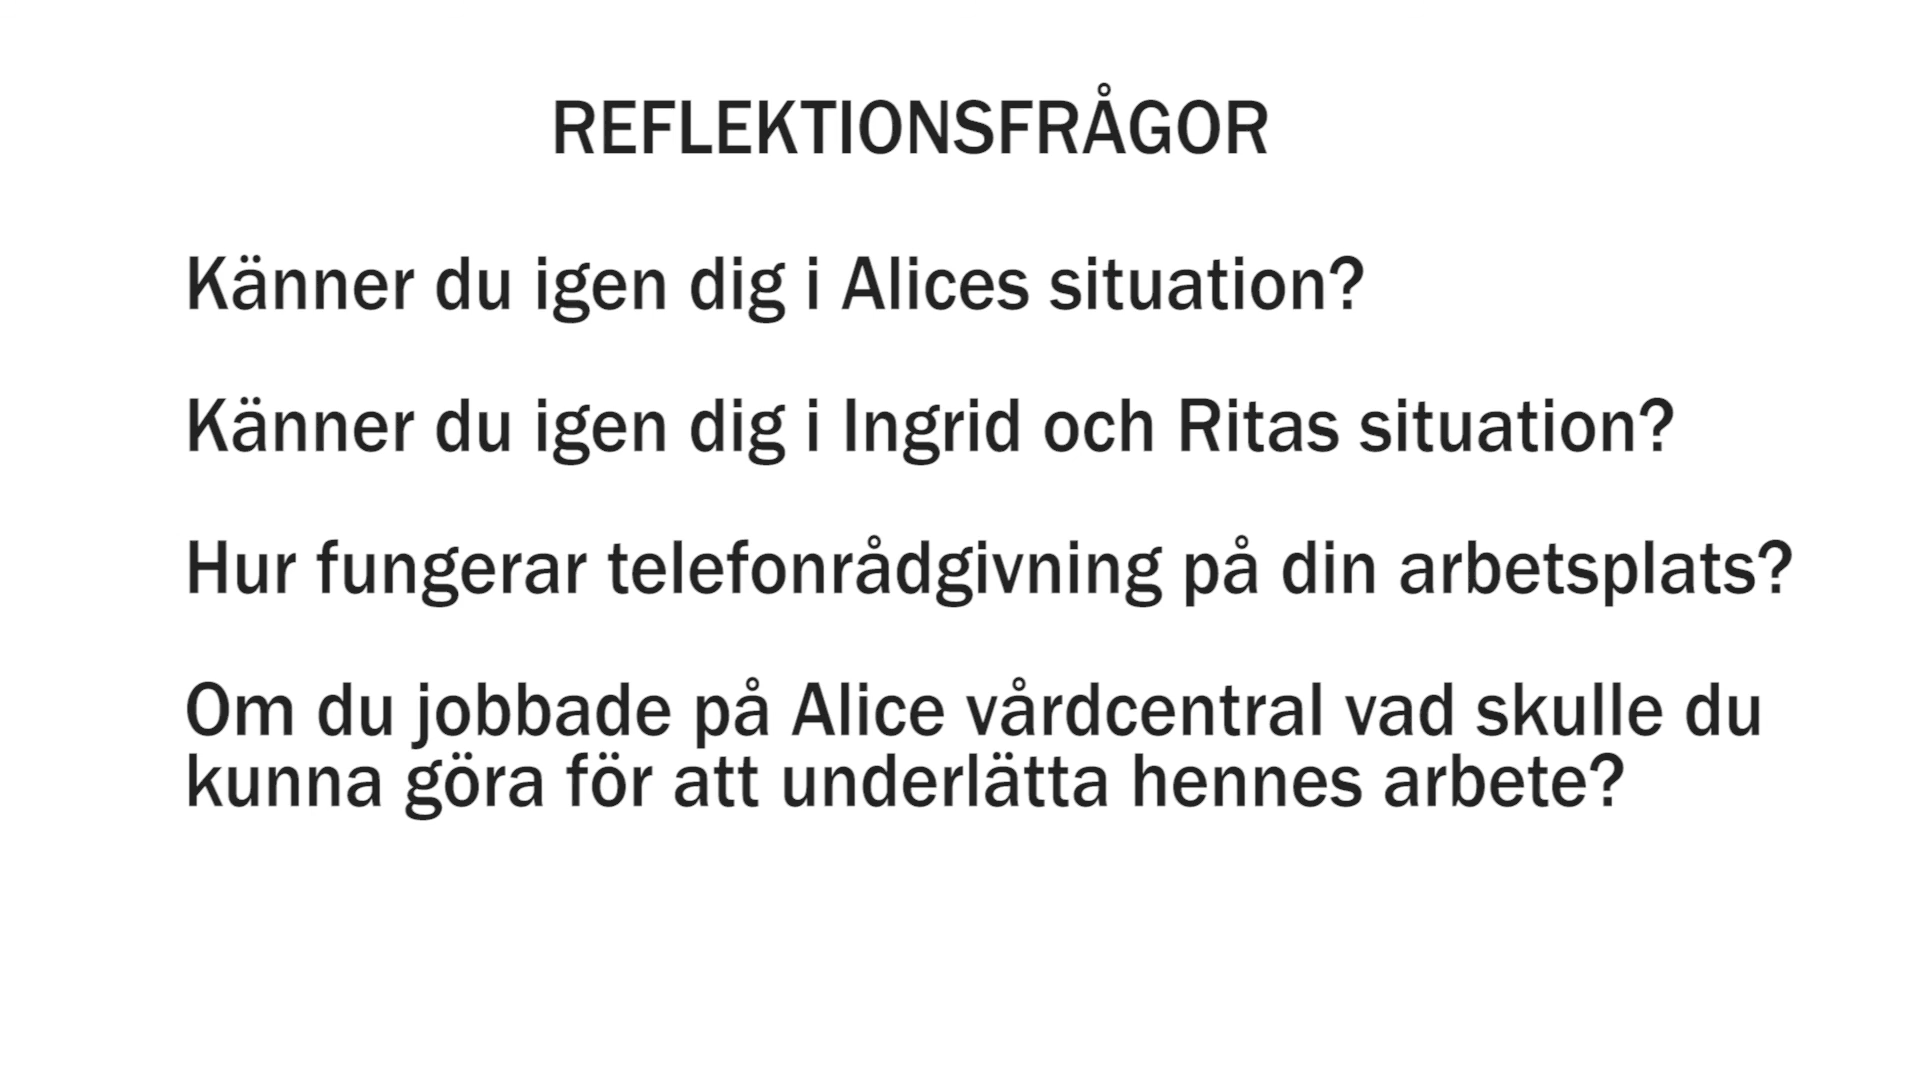 REFLEKTIONSFRÅGOR
Känner du igen dig i Alices situation?
Känner du igen dig i Ingrid och Ritas situation?
Hur fungerar telefonrådgivning på din arbetsplats?
Om du jobbade på Alice vårdcentral vad skulle du
kunna göra för att underlätta hennes arbete?